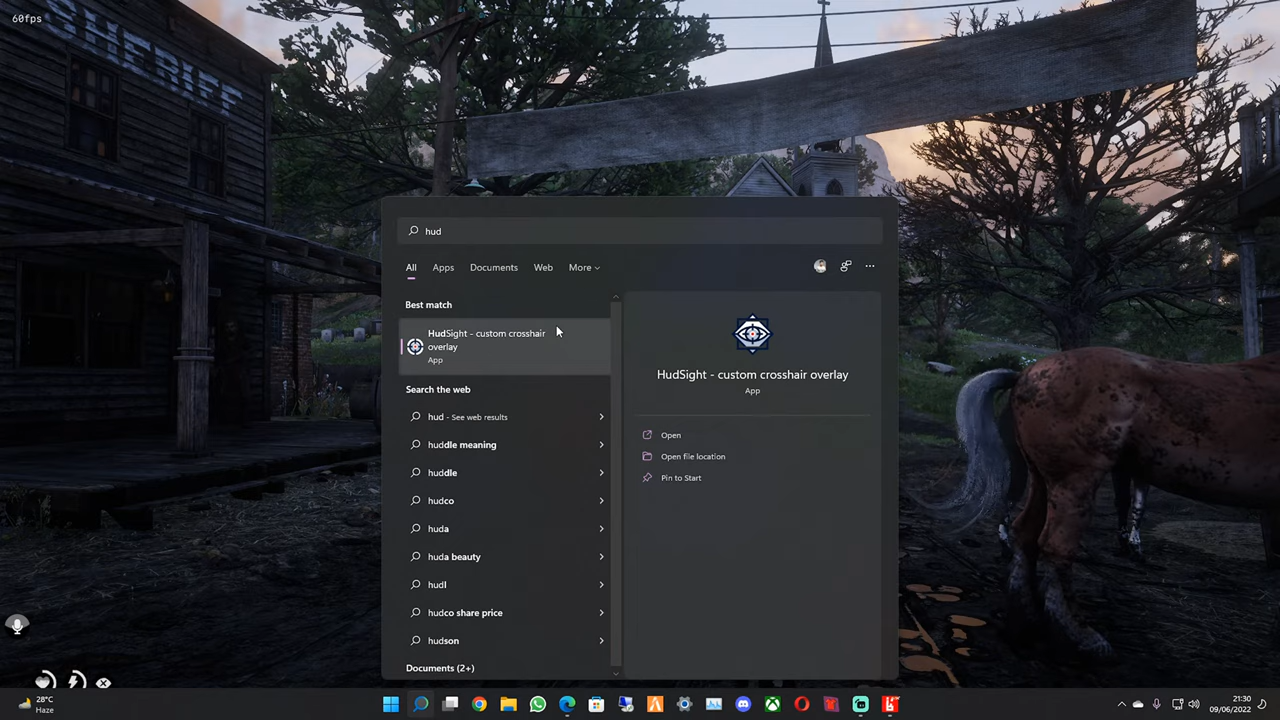 60fps
SHERIFF
hud
All Apps Documents Web More
Best match
HudSight - custom crosshair
overlay
App
HudSight - custom crosshair overlay
App
Open
Open file location
Pin to Start
Search the web
hud - See web results
huddle meaning
huddle
hudco
huda
huda beauty
hudl
hudco share price
hudson
Documents (2+)
28°C
Haze
21:30
09/06/2022